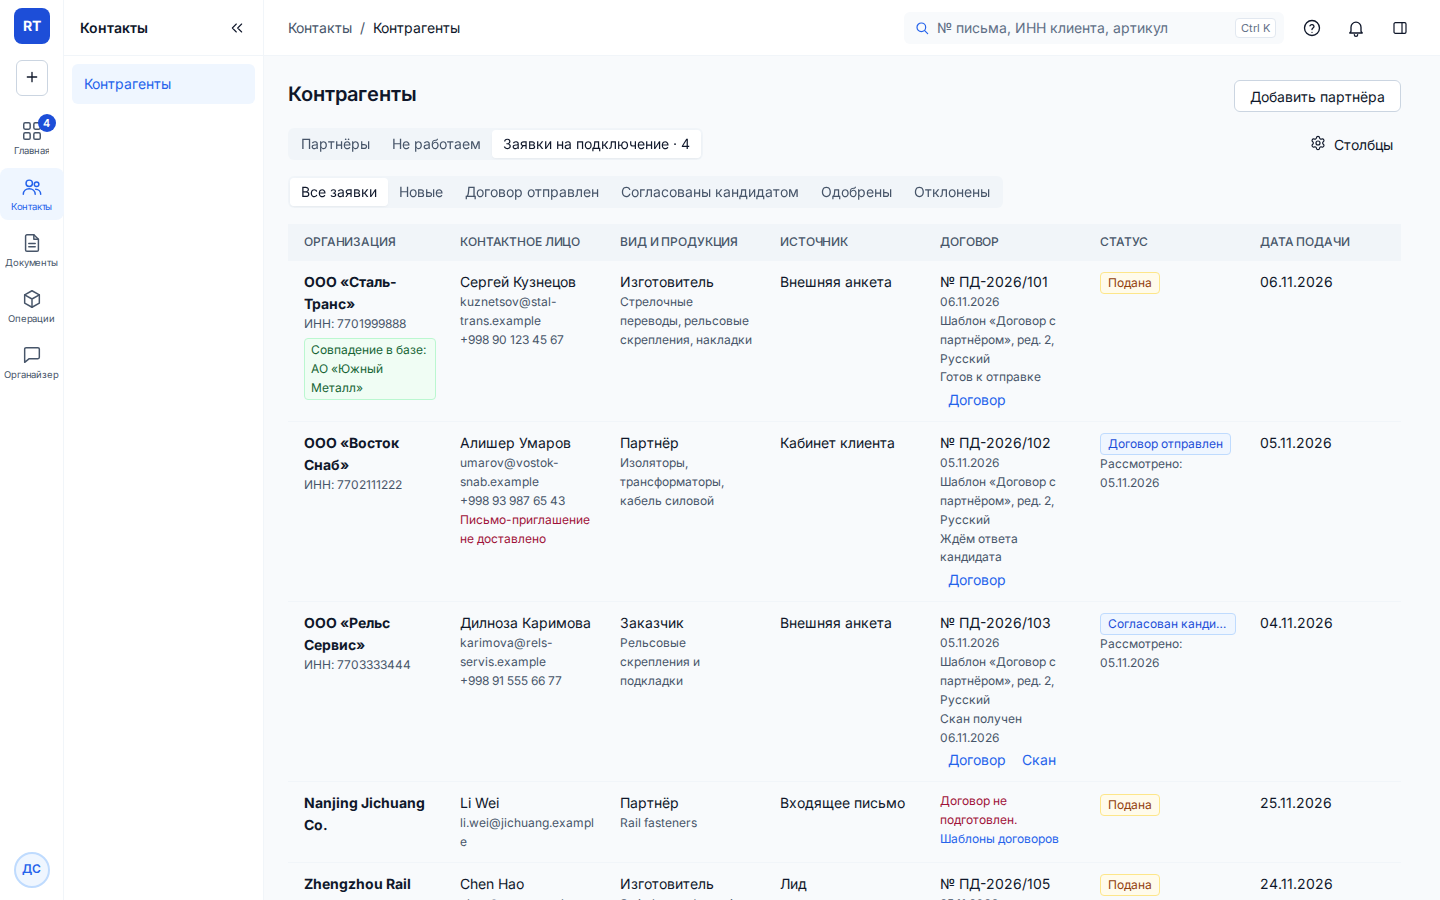 RT
Контакты
Контакты / Контрагенты
№ письма, ИНН клиента, артикул
Ctrl K
4
Главная
Контакты
Документы
Операции
Органайзер
ДС
Контрагенты
Контрагенты
Добавить партнёра
Партнёры
Не работаем
Заявки на подключение · 4
Столбцы
Все заявки
Новые
Договор отправлен
Согласованы кандидатом
Одобрены
Отклонены
ОРГАНИЗАЦИЯ
КОНТАКТНОЕ ЛИЦО
ВИД И ПРОДУКЦИЯ
ИСТОЧНИК
ДОГОВОР
СТАТУС
ДАТА ПОДАЧИ
ООО «Сталь-
Транс»
ИНН: 7701999888
Совпадение в базе:
АО «Южный
Металл»
Сергей Кузнецов
kuznetsov@stal-
trans.example
+998 90 123 45 67
Изготовитель
Стрелочные
переводы, рельсовые
скрепления, накладки
Внешняя анкета
№ ПД-2026/101
06.11.2026
Шаблон «Договор с
партнёром», ред. 2,
Русский
Готов к отправке
Договор
Подана
06.11.2026
ООО «Восток
Снаб»
ИНН: 7702111222
Алишер Умаров
umarov@vostok-
snab.example
+998 93 987 65 43
Письмо-приглашение
не доставлено
Партнёр
Изоляторы,
трансформаторы,
кабель силовой
Кабинет клиента
№ ПД-2026/102
05.11.2026
Шаблон «Договор с
партнёром», ред. 2,
Русский
Ждём ответа
кандидата
Договор
Договор отправлен
Рассмотрено:
05.11.2026
05.11.2026
ООО «Рельс
Сервис»
ИНН: 7703333444
Дилноза Каримова
karimova@rels-
servis.example
+998 91 555 66 77
Заказчик
Рельсовые
скрепления и
подкладки
Внешняя анкета
№ ПД-2026/103
05.11.2026
Шаблон «Договор с
партнёром», ред. 2,
Русский
Скан получен
06.11.2026
Договор Скан
Согласован канди...
Рассмотрено:
05.11.2026
04.11.2026
Nanjing Jichuang
Co.
Li Wei
li.wei@jichuang.exampl
e
Партнёр
Rail fasteners
Входящее письмо
Договор не
подготовлен.
Шаблоны договоров
Подана
25.11.2026
Zhengzhou Rail
Chen Hao
Изготовитель
Лид
№ ПД-2026/105
Подана
24.11.2026